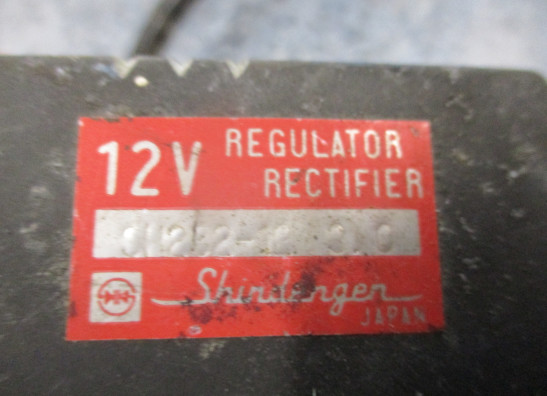 12V REGULATOR
RECTIFIER
Shindengen
JAPAN